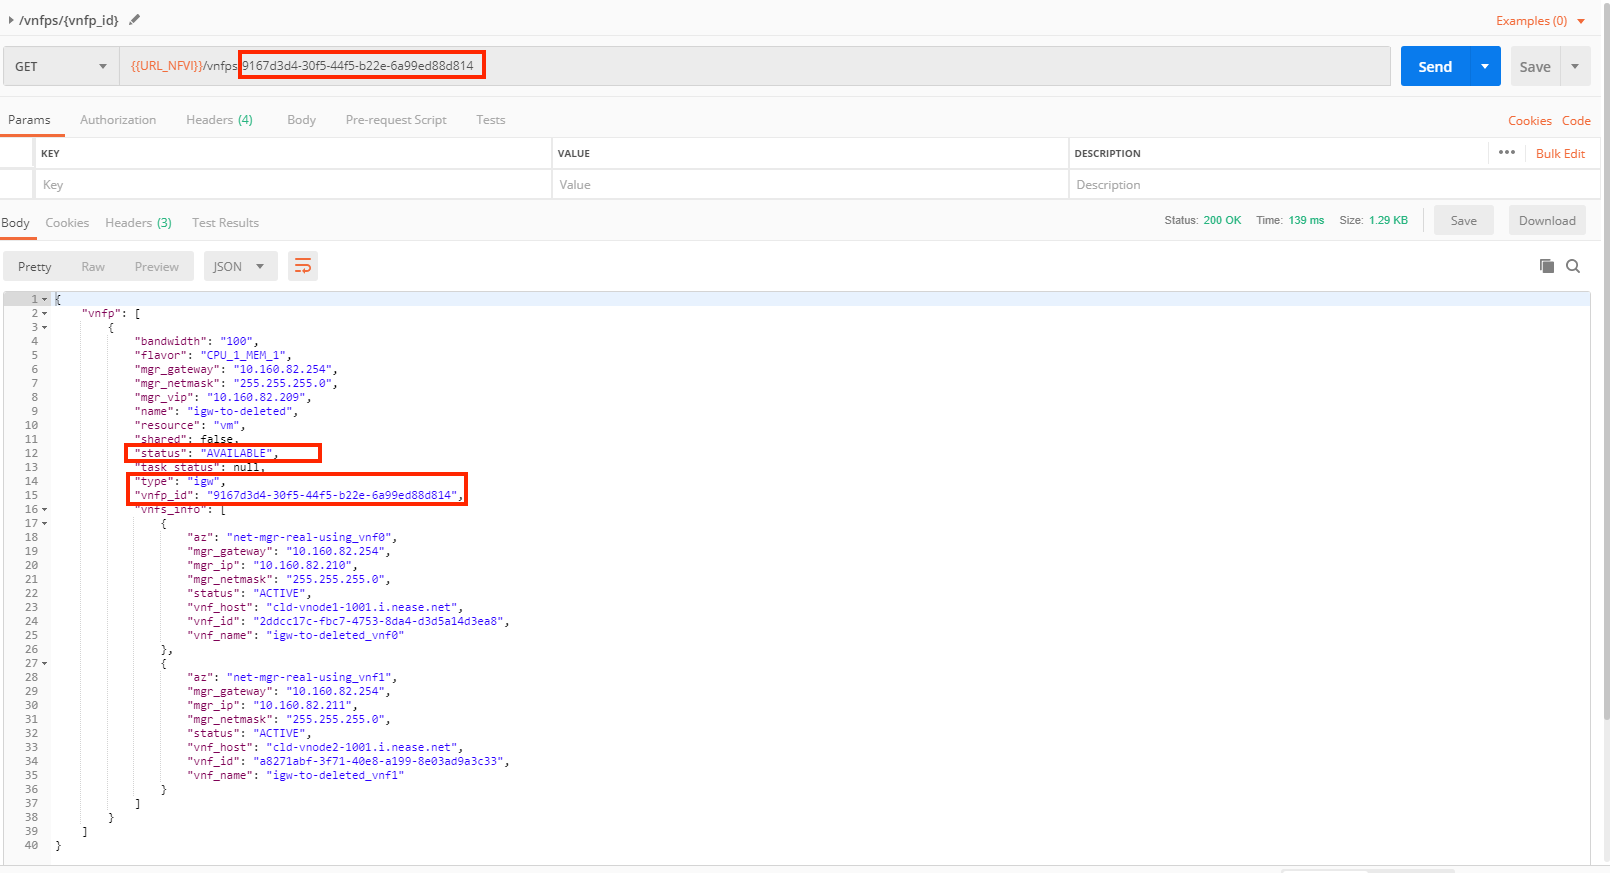 /vnfps/{vnfp_id}
Examples (0)
GET
{{URL_NFVI}}/vnfps/9167d3d4-30f5-44f5-b22e-6a99ed88d814
Send
Save
Params
Authorization
Headers (4)
Body
Pre-request Script
Tests
Cookies
Code
KEY
VALUE
DESCRIPTION
•••
Bulk Edit
Key
Value
Description
Body
Cookies
Headers (3)
Test Results
Status: 200 OK
Time: 139 ms
Size: 1.29 KB
Save
Download
Pretty
Raw
Preview
JSON
1 {
2 "vnfp": [
3 {
4 "bandwidth": "100",
5 "flavor": "CPU_1_MEM_1",
6 "mgr_gateway": "10.160.82.254",
7 "mgr_netmask": "255.255.255.0",
8 "mgr_vip": "10.160.82.209",
9 "name": "igw-to-deleted",
10 "resource": "vm",
11 "shared": false,
12 "status": "AVAILABLE",
13 "task_status": null,
14 "type": "igw",
15 "vnfp_id": "9167d3d4-30f5-44f5-b22e-6a99ed88d814",
16 "vnfs_info": [
17 {
18 "az": "net-mgr-real-using_vnf0",
19 "mgr_gateway": "10.160.82.254",
20 "mgr_ip": "10.160.82.210",
21 "mgr_netmask": "255.255.255.0",
22 "status": "ACTIVE",
23 "vnf_host": "cld-vnode1-1001.i.nease.net",
24 "vnf_id": "2ddcc17c-fbc7-4753-8da4-d3d5a14d3ea8",
25 "vnf_name": "igw-to-deleted_vnf0"
26 },
27 {
28 "az": "net-mgr-real-using_vnf1",
29 "mgr_gateway": "10.160.82.254",
30 "mgr_ip": "10.160.82.211",
31 "mgr_netmask": "255.255.255.0",
32 "status": "ACTIVE",
33 "vnf_host": "cld-vnode2-1001.i.nease.net",
34 "vnf_id": "a8271abf-3f71-40e8-a199-8e03ad9a3c33",
35 "vnf_name": "igw-to-deleted_vnf1"
36 }
37 ]
38 }
39 ]
40 }